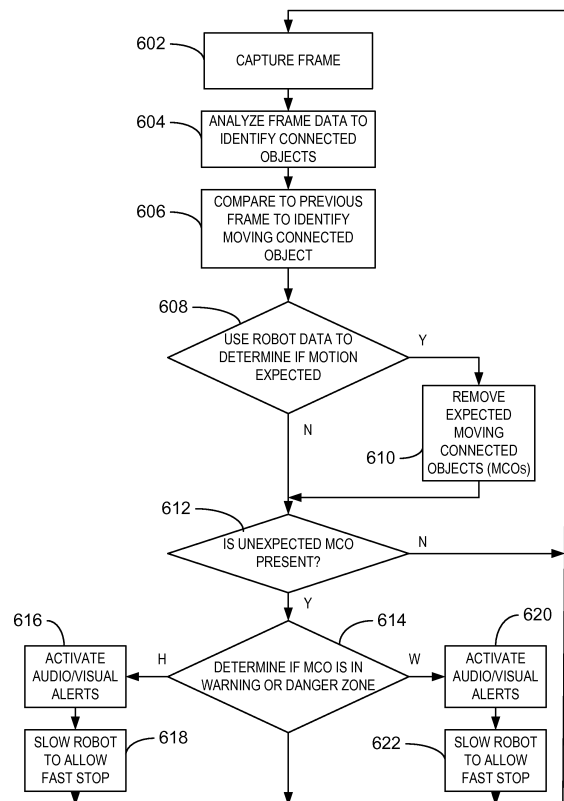 602
CAPTURE FRAME
604
ANALYZE FRAME DATA TO
IDENTIFY CONNECTED
OBJECTS
606
COMPARE TO PREVIOUS
FRAME TO IDENTIFY
MOVING CONNECTED
OBJECT
608
USE ROBOT DATA TO
DETERMINE IF MOTION
EXPECTED
Y
N
REMOVE
EXPECTED
MOVING
CONNECTED
OBJECTS (MCOs)
610
612
IS UNEXPECTED MCO
PRESENT?
N
Y
614
DETERMINE IF MCO IS IN
WARNING OR DANGER ZONE
H
W
616
ACTIVATE
AUDIO/VISUAL
ALERTS
618
SLOW ROBOT
TO ALLOW
FAST STOP
620
ACTIVATE
AUDIO/VISUAL
ALERTS
622
SLOW ROBOT
TO ALLOW
FAST STOP